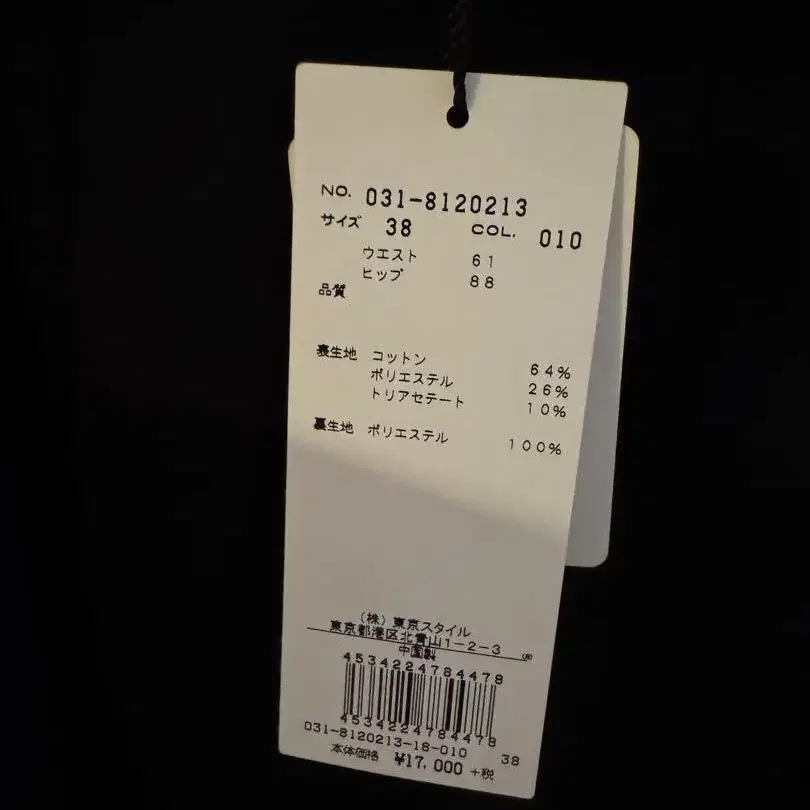 NO. 031-8120213
サイズ 38 COL. 010
ウエスト 61
ヒップ 88
品質
表生地 コットン 64%
ポリエステル 26%
トリアセテート 10%
裏生地 ポリエステル 100%
(株)東京スタイル
東京都港区北青山1-2-3
中国製
4534224784478
4534224784478
031-8120213-18-010 38
本体価格 ¥17,000 +税